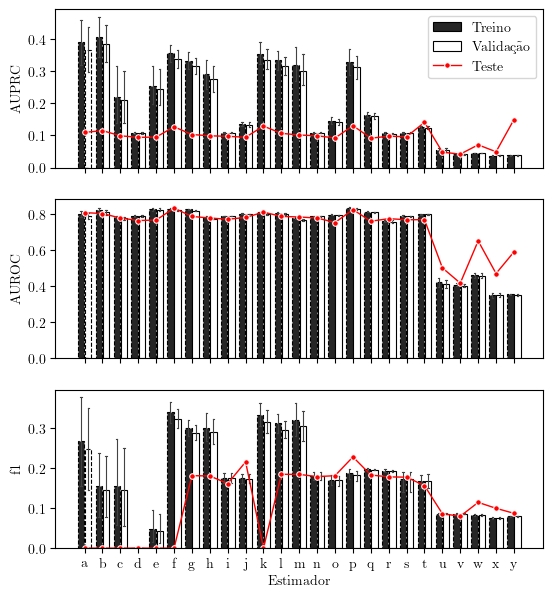 AUPRC
0.4
0.3
0.2
0.1
0.0
Treino
Validação
Teste
AUROC
0.8
0.6
0.4
0.2
0.0
f1
0.3
0.2
0.1
0.0
a b c d e f g h i j k l m n o p q r s t u v w x y
Estimador